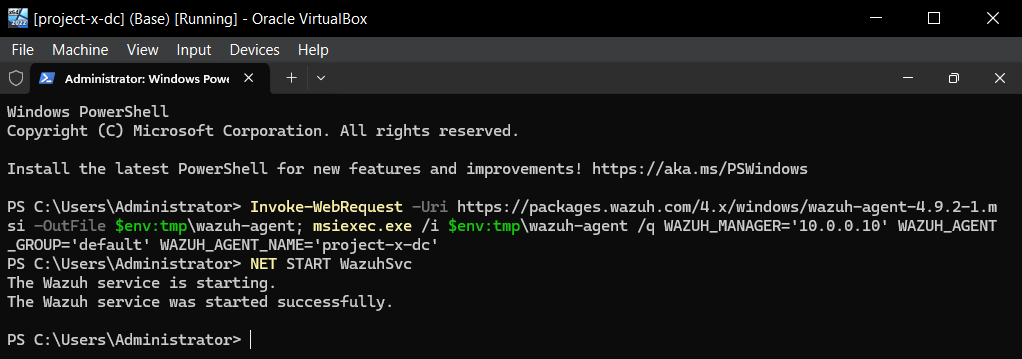 [project-x-dc] (Base) [Running] - Oracle VirtualBox
File Machine View Input Devices Help
Administrator: Windows Powe
Windows PowerShell
Copyright (C) Microsoft Corporation. All rights reserved.
Install the latest PowerShell for new features and improvements! https://aka.ms/PSWindows
PS C:\Users\Administrator> Invoke-WebRequest -Uri https://packages.wazuh.com/4.x/windows/wazuh-agent-4.9.2-1.m
si -OutFile $env:tmp\wazuh-agent; msiexec.exe /i $env:tmp\wazuh-agent /q WAZUH_MANAGER='10.0.0.10' WAZUH_AGENT
_GROUP='default' WAZUH_AGENT_NAME='project-x-dc'
PS C:\Users\Administrator> NET START WazuhSvc
The Wazuh service is starting.
The Wazuh service was started successfully.
PS C:\Users\Administrator>